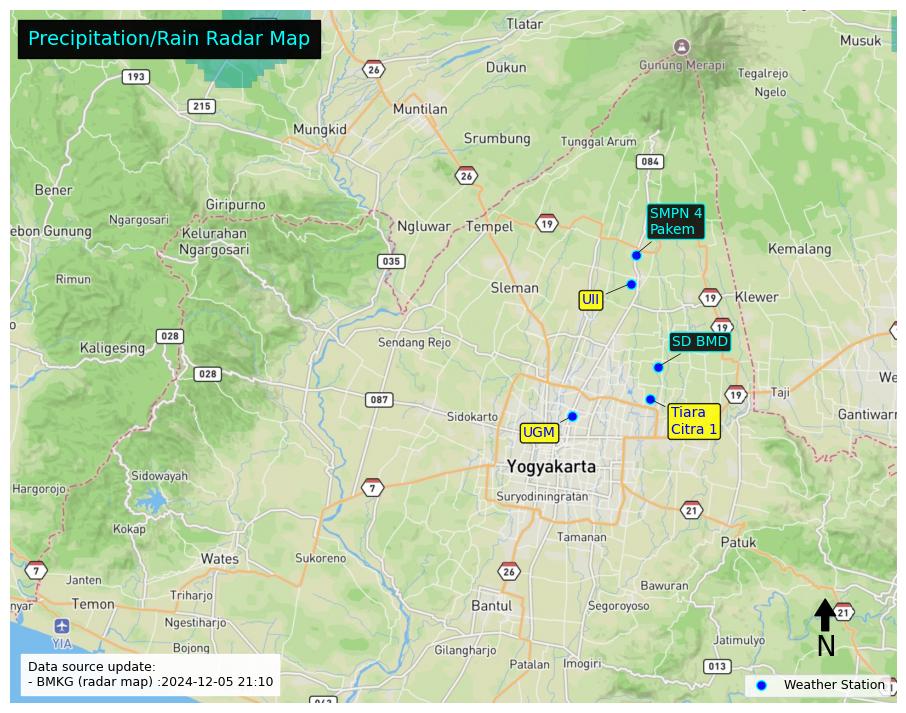 Precipitation/Rain Radar Map
Tlatar
Musuk
26
193
Dukun
Gunung Merapi
Tegalrejo
Ngelo
215
Muntilan
Mungkid
Srumbung
Tunggal Arum
084
26
Bener
Giripurno
SMPN 4
Pakem
Ngargosari
Ngluwar
Tempel
19
ebon Gunung
Kelurahan
Ngargosari
Kemalang
035
Rimun
Sleman
UII
19
Klewer
19
028
Kaligesing
Sendang Rejo
SD BMD
028
We
087
19
Taji
Sidokarto
Tiara
Citra 1
Gantiwarn
UGM
Yogyakarta
Sidowayah
Hargorojo
7
Suryodiningratan
21
Kokap
Tamanan
Patuk
Wates
Sukoreno
7
26
Janten
Bawuran
Triharjo
nyar
Temon
Bantul
Segoroyoso
21
Ngestiharjo
YIA
N
Bojong
Gilangharjo
Jatimulyo
Patalan
Imogiri
013
Data source update:
- BMKG (radar map) :2024-12-05 21:10
Weather Station